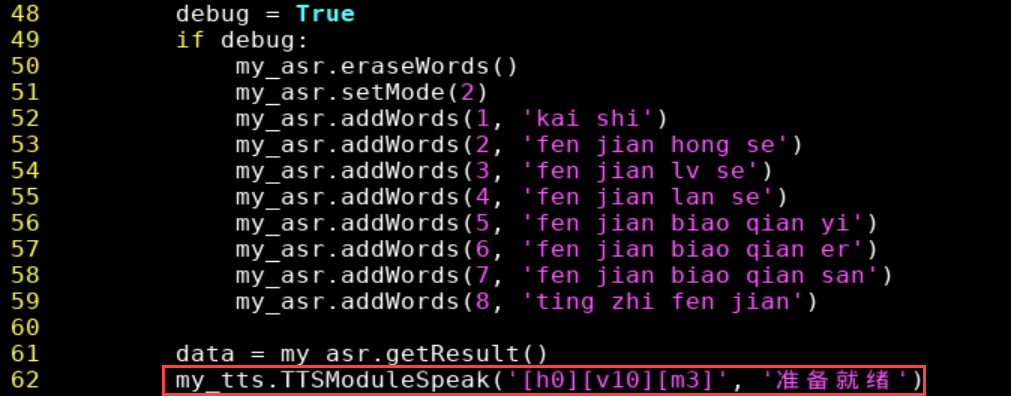 48         debug = True
49         if debug:
50             my_asr.eraseWords()
51             my_asr.setMode(2)
52             my_asr.addWords(1, 'kai shi')
53             my_asr.addWords(2, 'fen jian hong se')
54             my_asr.addWords(3, 'fen jian lv se')
55             my_asr.addWords(4, 'fen jian lan se')
56             my_asr.addWords(5, 'fen jian biao qian yi')
57             my_asr.addWords(6, 'fen jian biao qian er')
58             my_asr.addWords(7, 'fen jian biao qian san')
59             my_asr.addWords(8, 'ting zhi fen jian')
60
61         data = my_asr.getResult()
62         my_tts.TTSModuleSpeak('[h0][v10][m3]', '准备就绪')